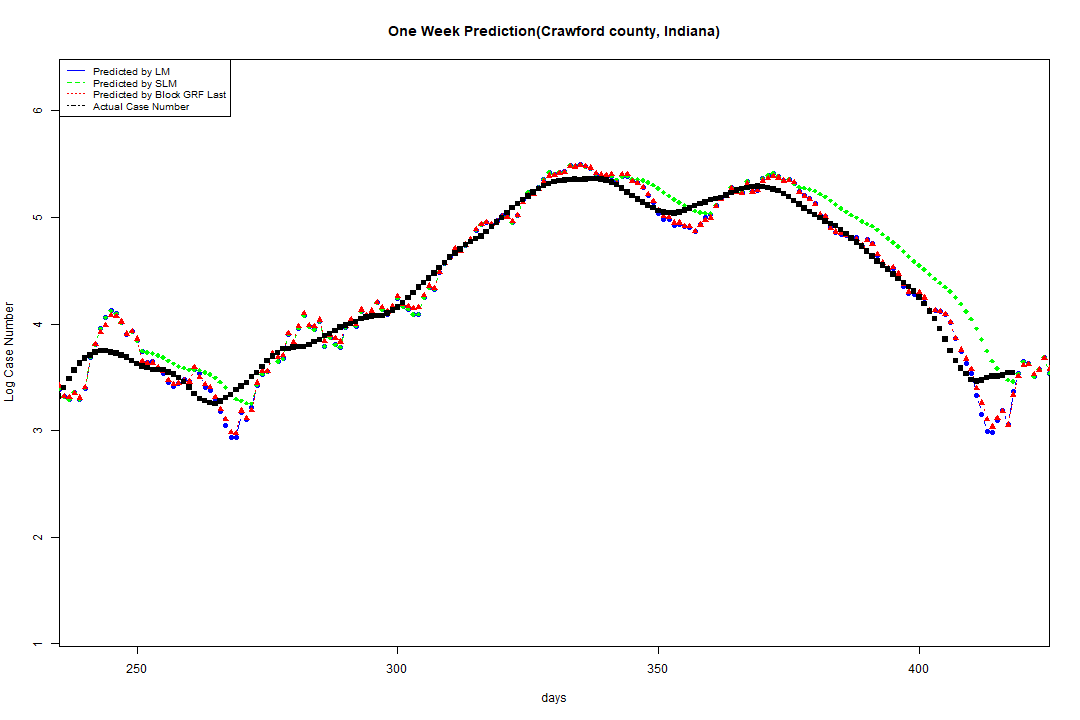 One Week Prediction(Crawford county, Indiana)
Predicted by LM
Predicted by SLM
Predicted by Block GRF Last
Actual Case Number
Log Case Number
6
5
4
3
2
1
250 300 350 400
days